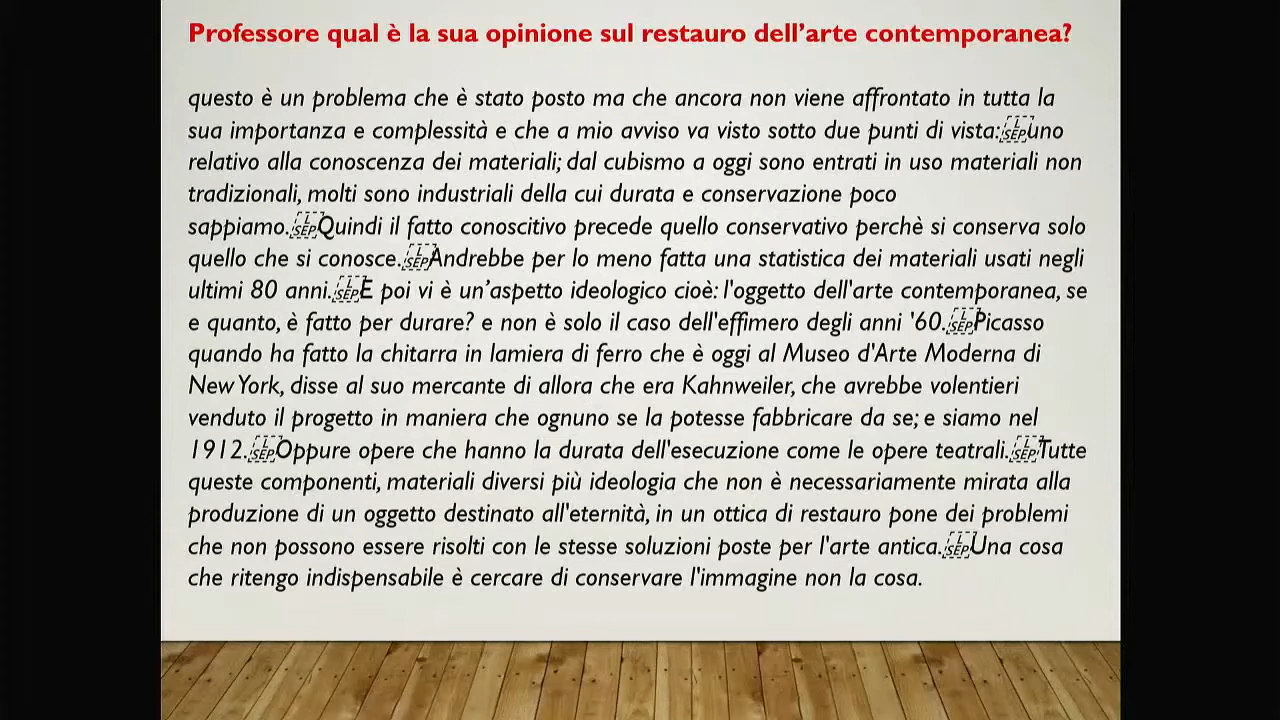 Professore qual è la sua opinione sul restauro dell’arte contemporanea?
questo è un problema che è stato posto ma che ancora non viene affrontato in tutta la
sua importanza e complessità e che a mio avviso va visto sotto due punti di vista:LSEPuno
relativo alla conoscenza dei materiali; dal cubismo a oggi sono entrati in uso materiali non
tradizionali, molti sono industriali della cui durata e conservazione poco
sappiamo.LSEPQuindi il fatto conoscitivo precede quello conservativo perchè si conserva solo
quello che si conosce.LSEPAndrebbe per lo meno fatta una statistica dei materiali usati negli
ultimi 80 anni.LSEPE poi vi è un’aspetto ideologico cioè: l'oggetto dell'arte contemporanea, se
e quanto, è fatto per durare? e non è solo il caso dell'effimero degli anni '60.LSEPPicasso
quando ha fatto la chitarra in lamiera di ferro che è oggi al Museo d'Arte Moderna di
New York, disse al suo mercante di allora che era Kahnweiler, che avrebbe volentieri
venduto il progetto in maniera che ognuno se la potesse fabbricare da se; e siamo nel
1912.LSEPOppure opere che hanno la durata dell'esecuzione come le opere teatrali.LSEPTutte
queste componenti, materiali diversi più ideologia che non è necessariamente mirata alla
produzione di un oggetto destinato all'eternità, in un ottica di restauro pone dei problemi
che non possono essere risolti con le stesse soluzioni poste per l'arte antica.LSEPUna cosa
che ritengo indispensabile è cercare di conservare l'immagine non la cosa.